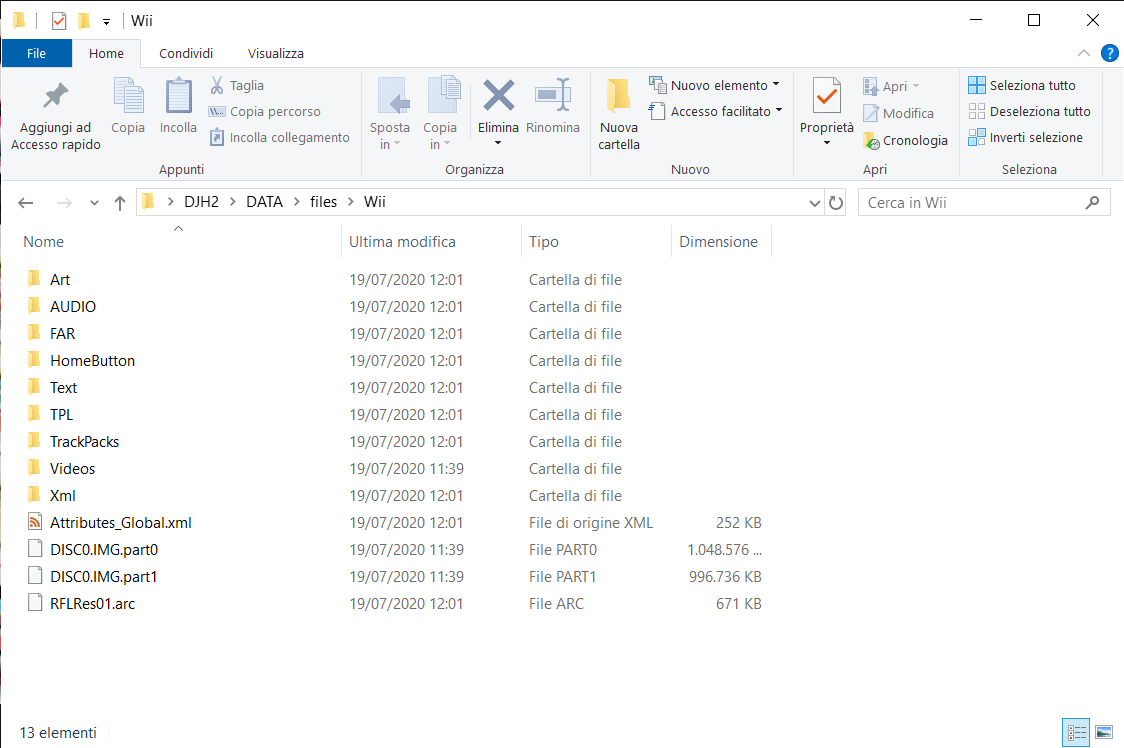 Wii
File Home Condividi Visualizza
Aggiungi ad
Accesso rapido
Copia
Incolla
Taglia
Copia percorso
Incolla collegamento
Appunti
Sposta
in
Copia
in
Elimina
Rinomina
Organizza
Nuova
cartella
Nuovo elemento
Accesso facilitato
Nuovo
Proprietà
Apri
Modifica
Cronologia
Apri
Seleziona tutto
Deseleziona tutto
Inverti selezione
Seleziona
DJH2 > DATA > files > Wii
Cerca in Wii
Nome Ultima modifica Tipo Dimensione
Art 19/07/2020 12:01 Cartella di file
AUDIO 19/07/2020 12:01 Cartella di file
FAR 19/07/2020 12:01 Cartella di file
HomeButton 19/07/2020 12:01 Cartella di file
Text 19/07/2020 12:01 Cartella di file
TPL 19/07/2020 12:01 Cartella di file
TrackPacks 19/07/2020 12:01 Cartella di file
Videos 19/07/2020 11:39 Cartella di file
Xml 19/07/2020 12:01 Cartella di file
Attributes_Global.xml 19/07/2020 12:01 File di origine XML 252 KB
DISC0.IMG.part0 19/07/2020 11:39 File PART0 1.048.576 ...
DISC0.IMG.part1 19/07/2020 11:39 File PART1 996.736 KB
RFLRes01.arc 19/07/2020 12:01 File ARC 671 KB
13 elementi